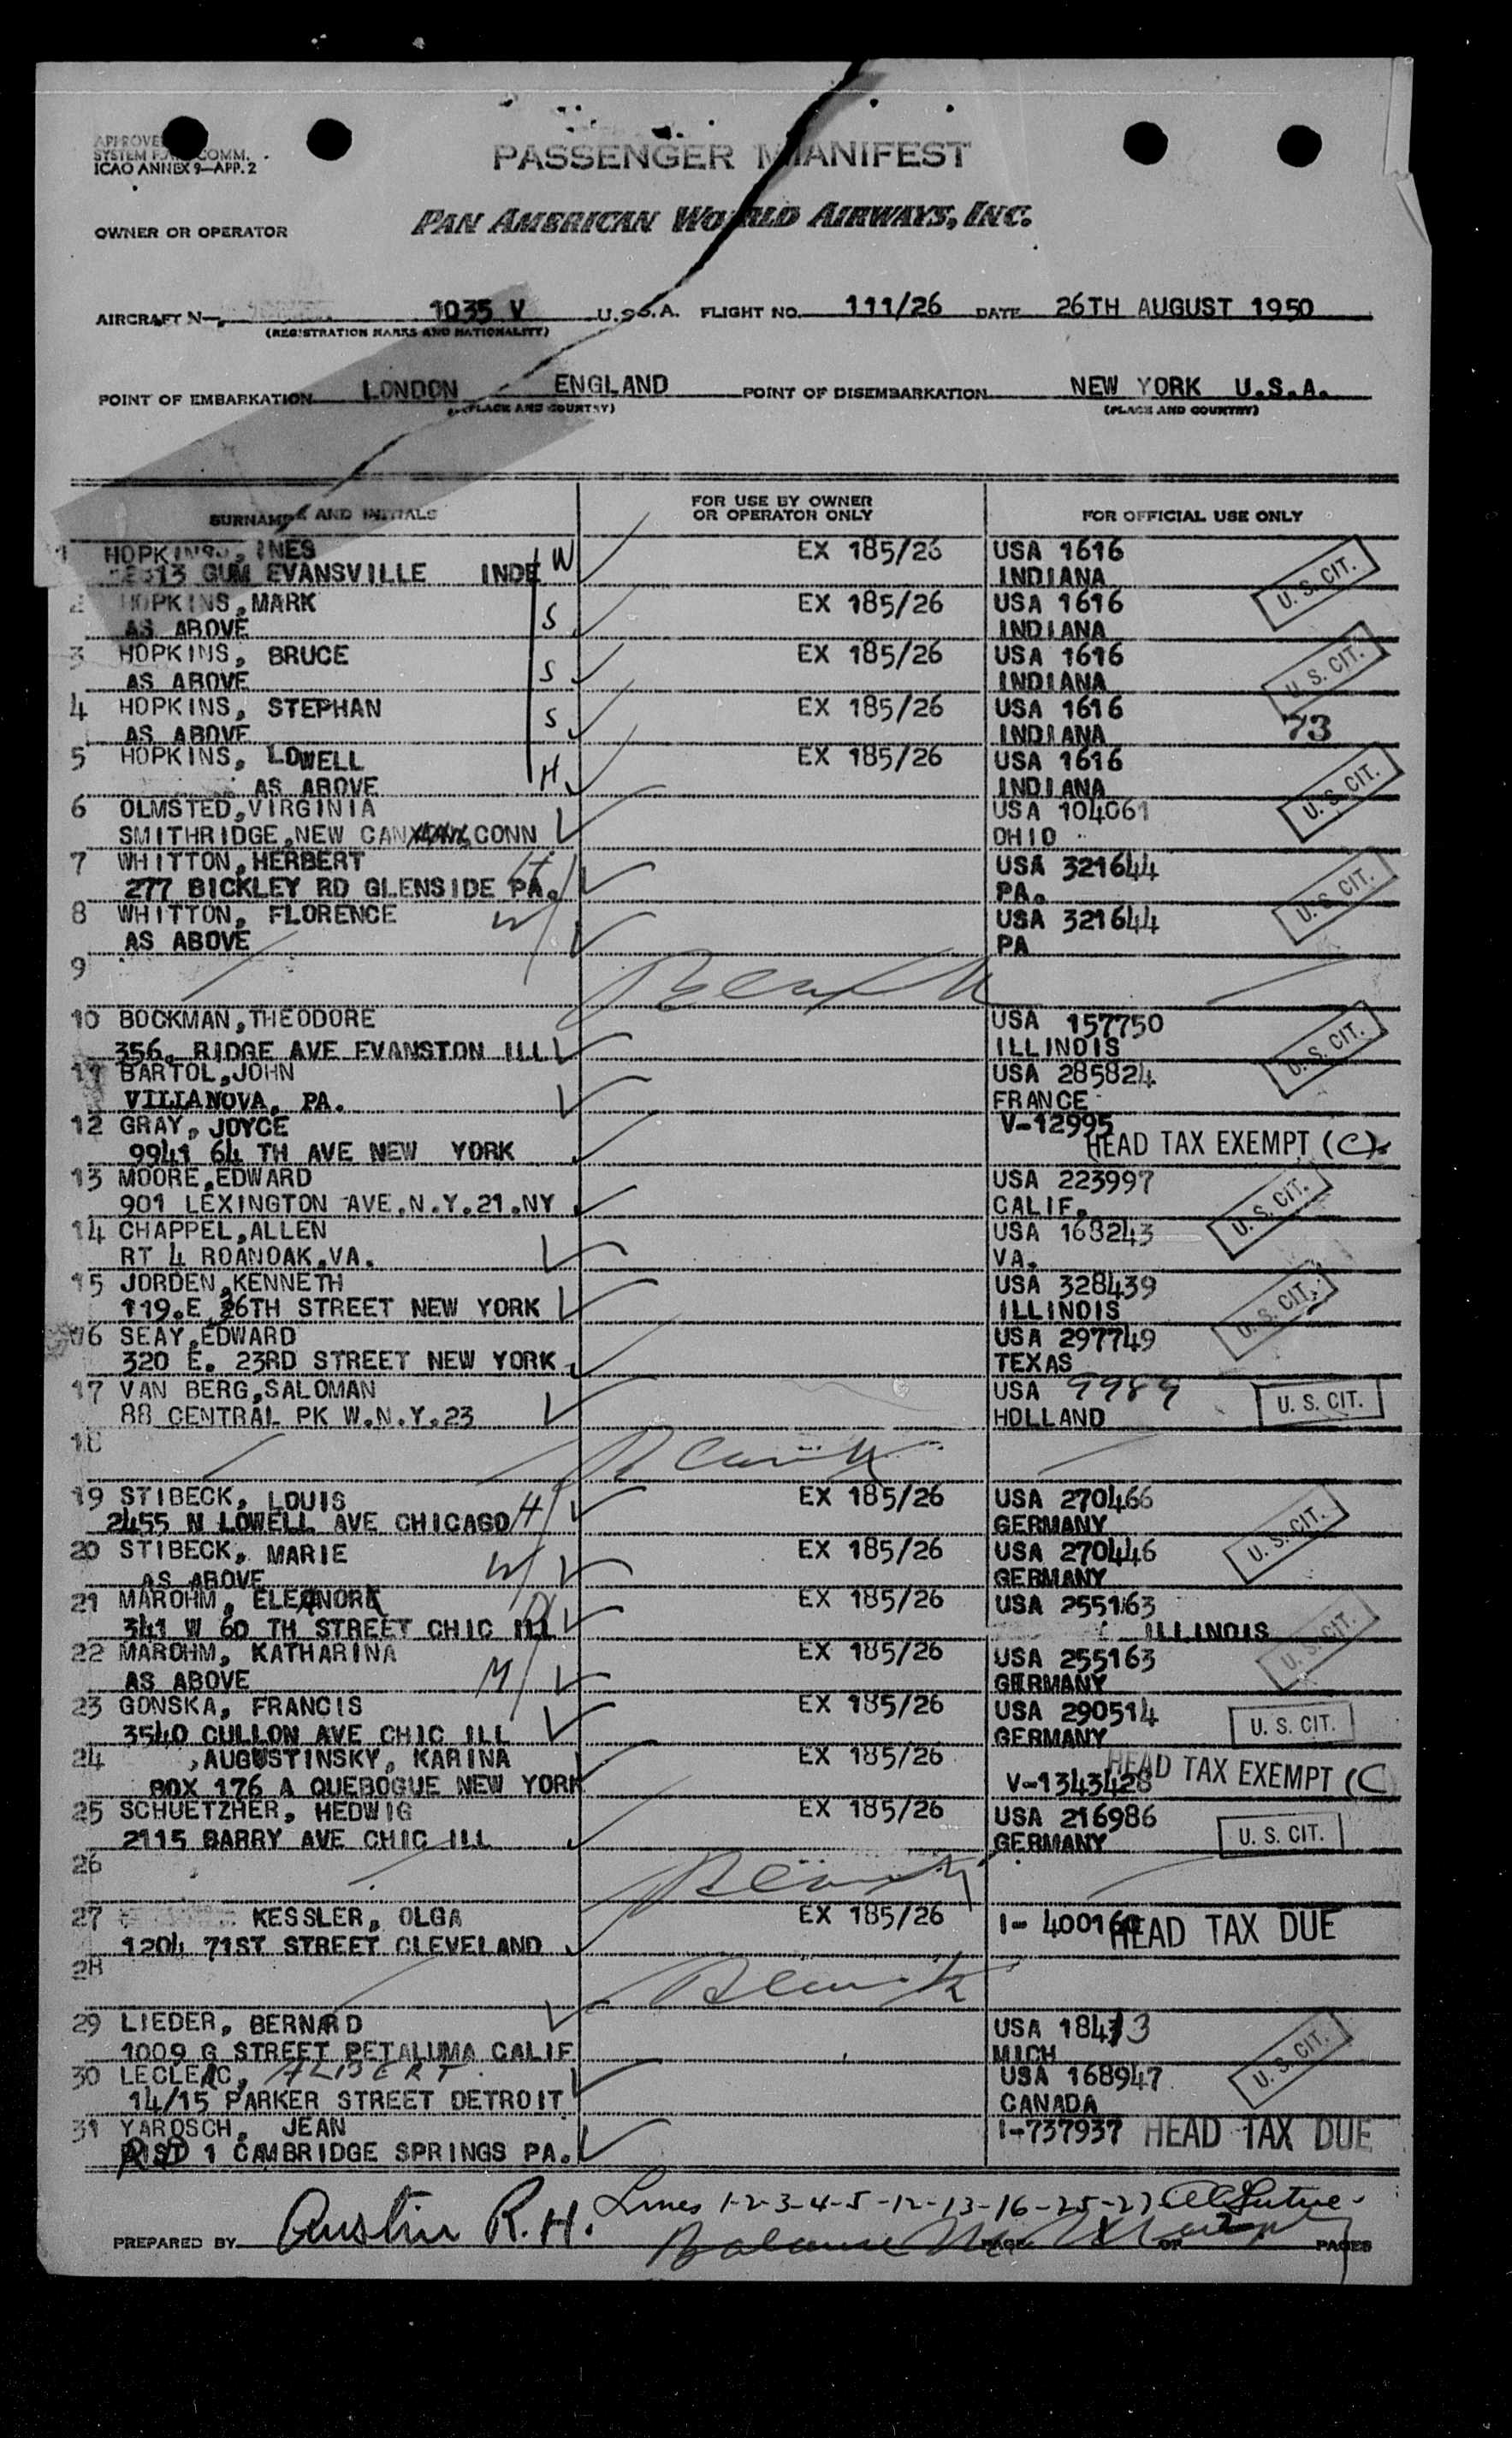 SYSTEM COMM.
ICAO ANNEX 9—APP. 2
PASSENGER MANIFEST
PAN AMERICAN WORLD AIRWAYS, INC.
OWNER OR OPERATOR
AIRCRAFT N— 1035 V U.S.A. FLIGHT NO. 111/26 DATE 26TH AUGUST 1950
(REGISTRATION MARKS AND NATIONALITY)
POINT OF EMBARKATION LONDON ENGLAND POINT OF DISEMBARKATION NEW YORK U.S.A.
(PLACE AND COUNTRY) (PLACE AND COUNTRY)
SURNAME AND INITIALS FOR USE BY OWNER OR OPERATOR ONLY FOR OFFICIAL USE ONLY
1 HOPKINS, INES W EX 185/26 USA 1616
GUM EVANSVILLE INDE INDIANA U. S. CIT.
2 HOPKINS, MARK EX 185/26 USA 1616
AS ABOVE S INDIANA
3 HOPKINS, BRUCE EX 185/26 USA 1616
AS ABOVE S INDIANA U. S. CIT.
4 HOPKINS, STEPHAN EX 185/26 USA 1616
AS ABOVE S INDIANA 73
5 HOPKINS, LOWELL EX 185/26 USA 1616
AS ABOVE H INDIANA U. S. CIT.
6 OLMSTED, VIRGINIA USA 104061
SMITHRIDGE, NEW CAN CONN OHIO
7 WHITTON, HERBERT H USA 321644
277 BICKLEY RD GLENSIDE PA. PA. U. S. CIT.
8 WHITTON, FLORENCE W USA 321644
AS ABOVE PA
9 Blank
10 BOCKMAN, THEODORE USA 157750
356. RIDGE AVE EVANSTON ILL ILLINOIS U. S. CIT.
11 BARTOL, JOHN USA 285824
VILLANOVA, PA. FRANCE
12 GRAY, JOYCE V-12995
9941 64 TH AVE NEW YORK HEAD TAX EXEMPT (C).
13 MOORE, EDWARD USA 223997
901 LEXINGTON AVE.N.Y.21.NY CALIF. U. S. CIT.
14 CHAPPEL, ALLEN USA 168243
RT 4 ROANOAK.VA. VA.
15 JORDEN, KENNETH USA 328439
119.E 36TH STREET NEW YORK ILLINOIS U. S. CIT.
16 SEAY, EDWARD USA 297749
320 E. 23RD STREET NEW YORK TEXAS
17 VAN BERG, SALOMAN USA 9989
88 CENTRAL PK W.N.Y.23 HOLLAND U. S. CIT.
18 Blank
19 STIBECK, LOUIS EX 185/26 USA 270466
2455 N LOWELL AVE CHICAGO H GERMANY U. S. CIT.
20 STIBECK, MARIE EX 185/26 USA 270446
AS ABOVE W GERMANY
21 MAROHM, ELEONORE EX 185/26 USA 255163
341 W 60 TH STREET CHIC ILL D ILLINOIS U. S. CIT.
22 MAROHM, KATHARINA EX 185/26 USA 255163
AS ABOVE M GERMANY
23 GONSKA, FRANCIS EX 185/26 USA 290514
3540 CULLON AVE CHIC ILL GERMANY U. S. CIT.
24 ,AUGUSTINSKY, KARINA EX 185/26 HEAD TAX EXEMPT (C
BOX 176 A QUEBOGUE NEW YORK V-1343428
25 SCHUETZHER, HEDWIG EX 185/26 USA 216986
2115 BARRY AVE CHIC ILL GERMANY U. S. CIT.
26 Blank
27 KESSLER, OLGA EX 185/26 I- 400160 HEAD TAX DUE
1204 71ST STREET CLEVELAND
28 Blank
29 LIEDER, BERNARD USA 18433
1009 G STREET PETALUMA CALIF MICH U. S. CIT.
30 LECLERC, ALBERT USA 168947
14/15 PARKER STREET DETROIT CANADA
31 YAROSCH, JEAN I-737937 HEAD TAX DUE
RD 1 CAMBRIDGE SPRINGS PA.
Lines 1-2-3-4-5-12-13-16-25-27
PREPARED BY Austin R.H. Balance PAGE OF PAGES